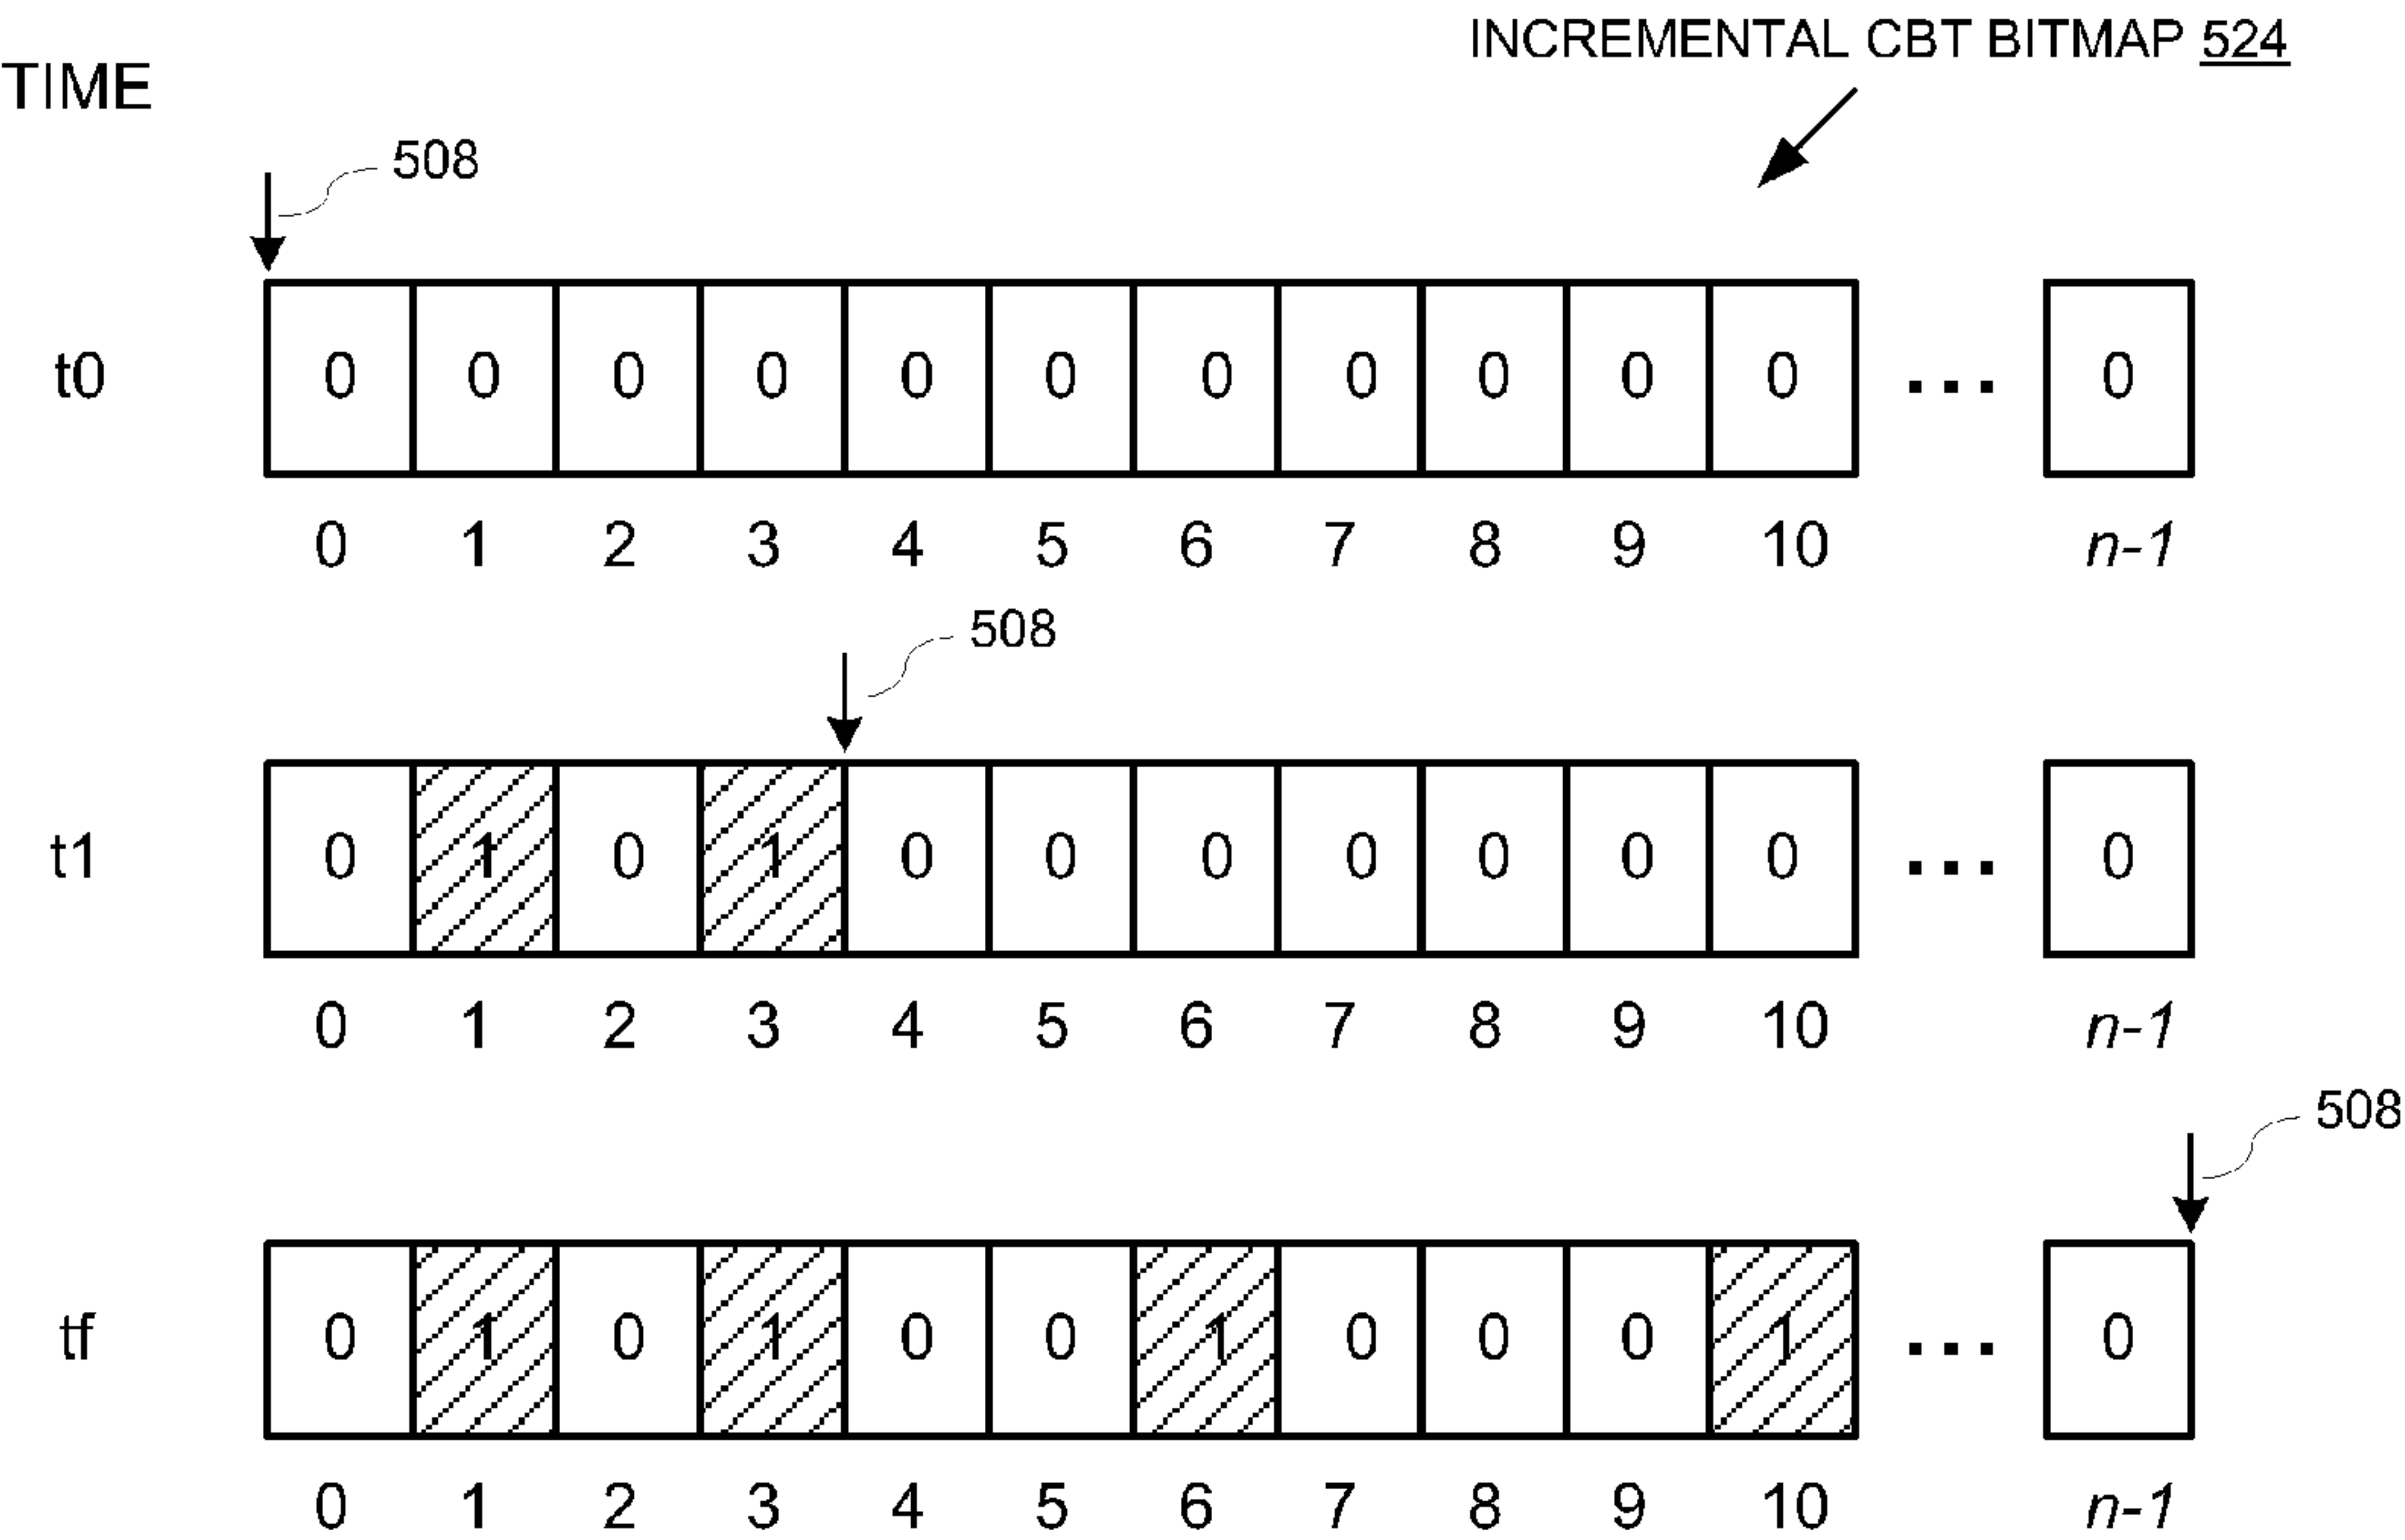 INCREMENTAL CBT BITMAP 524
TIME
508
t0 0 0 0 0 0 0 0 0 0 0 0 ... 0
0 1 2 3 4 5 6 7 8 9 10 n-1
508
t1 0 1 0 1 0 0 0 0 0 0 0 ... 0
0 1 2 3 4 5 6 7 8 9 10 n-1
508
tf 0 1 0 1 0 0 1 0 0 0 1 ... 0
0 1 2 3 4 5 6 7 8 9 10 n-1